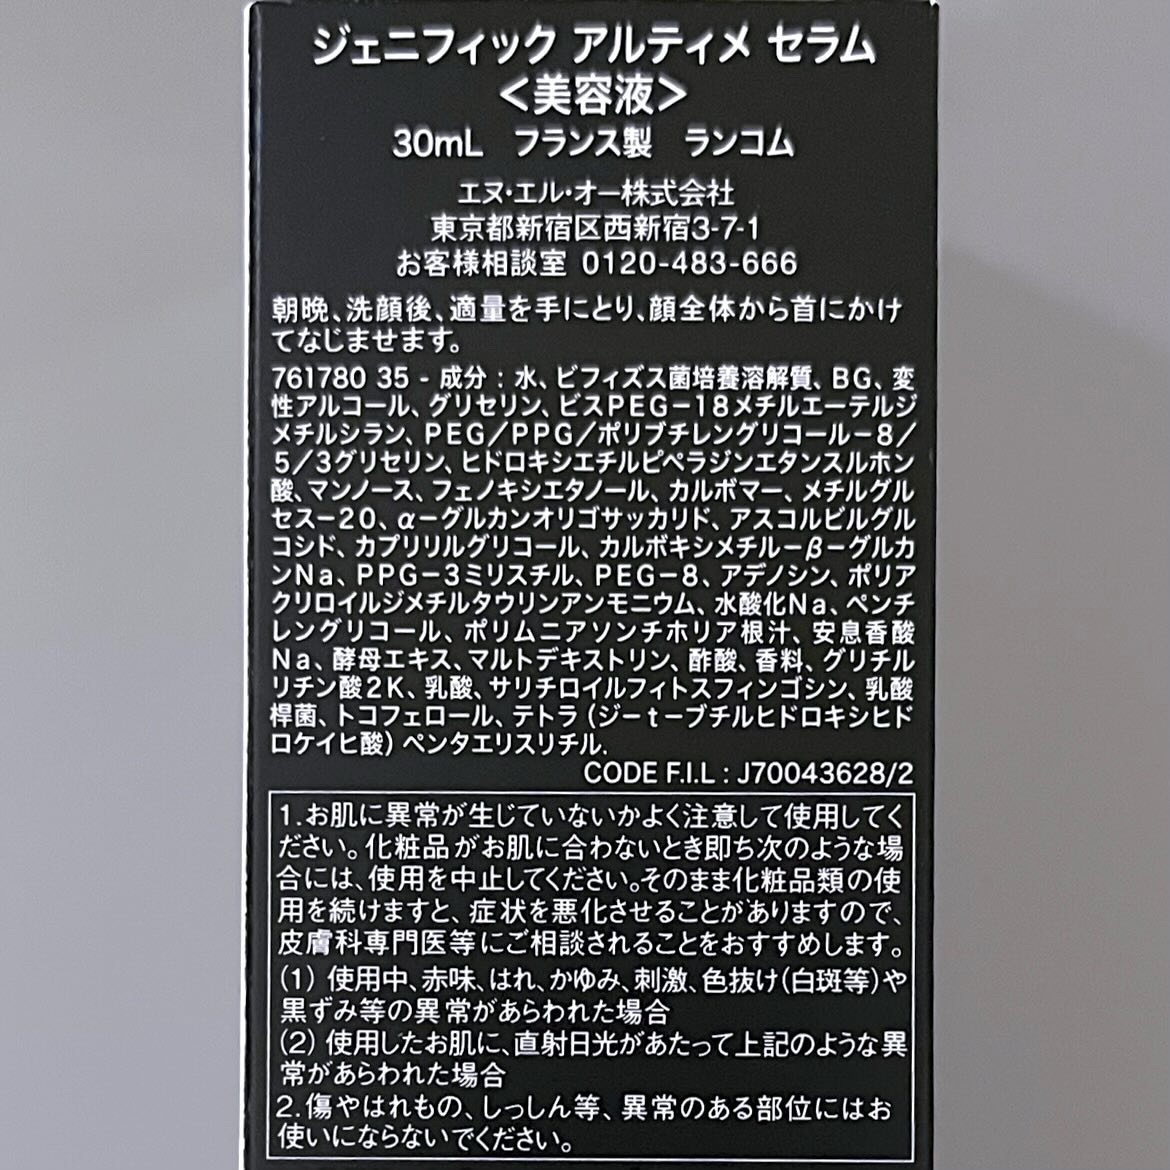 ジェニフィック アルティメ セラム
<美容液>
30mL フランス製 ランコム
エヌ・エル・オー株式会社
東京都新宿区西新宿3-7-1
お客様相談室 0120-483-666
朝晩、洗顔後、適量を手にとり、顔全体から首にかけ
てなじませます。
761780 35 - 成分 : 水、ビフィズス菌培養溶解質、BG、変
性アルコール、グリセリン、ビスPEG-18メチルエーテルジ
メチルシラン、PEG/PPG/ポリブチレングリコール-8/
5/3グリセリン、ヒドロキシエチルピペラジンエタンスルホン
酸、マンノース、フェノキシエタノール、カルボマー、メチルグル
セス-20、α-グルカンオリゴサッカリド、アスコルビルグル
コシド、カプリリルグリコール、カルボキシメチル-β-グルカ
ンNa、PPG-3ミリスチル、PEG-8、アデノシン、ポリア
クリロイルジメチルタウリンアンモニウム、水酸化Na、ペンチ
レングリコール、ポリムニアソンチホリア根汁、安息香酸
Na、酵母エキス、マルトデキストリン、酢酸、香料、グリチル
リチン酸2K、乳酸、サリチロイルフィトスフィンゴシン、乳酸
桿菌、トコフェロール、テトラ(ジ-t-ブチルヒドロキシヒド
ロケイヒ酸)ペンタエリスリチル.
CODE F.I.L : J70043628/2
1.お肌に異常が生じていないかよく注意して使用してく
ださい。化粧品がお肌に合わないとき即ち次のような場
合には、使用を中止してください。そのまま化粧品類の使
用を続けますと、症状を悪化させることがありますので、
皮膚科専門医等にご相談されることをおすすめします。
(1) 使用中、赤味、はれ、かゆみ、刺激、色抜け(白斑等)や
黒ずみ等の異常があらわれた場合
(2) 使用したお肌に、直射日光があたって上記のような異
常があらわれた場合
2.傷やはれもの、しっしん等、異常のある部位にはお
使いにならないでください。